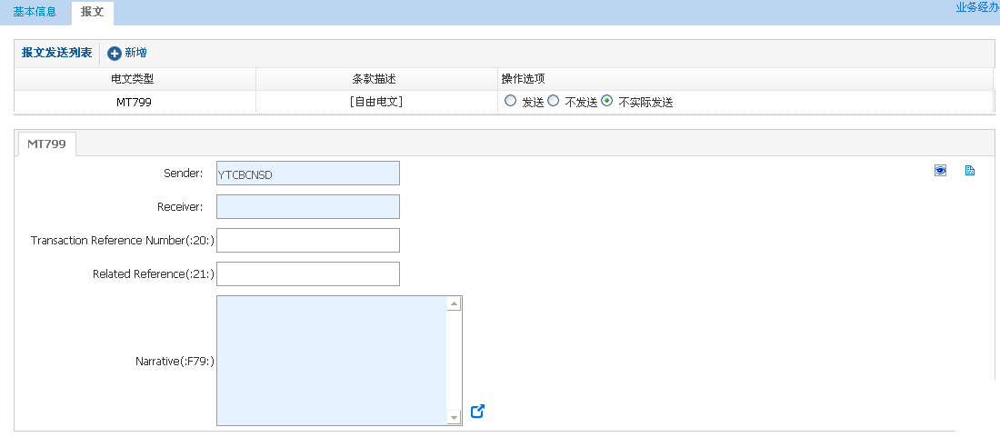 基本信息 报文 业务经办
报文发送列表 新增
电文类型 条款描述 操作选项
MT799 [自由电文] 发送 不发送 不实际发送
MT799
Sender: YTCBCNSD
Receiver:
Transaction Reference Number(:20:)
Related Reference(:21:)
Narrative(:F79:)